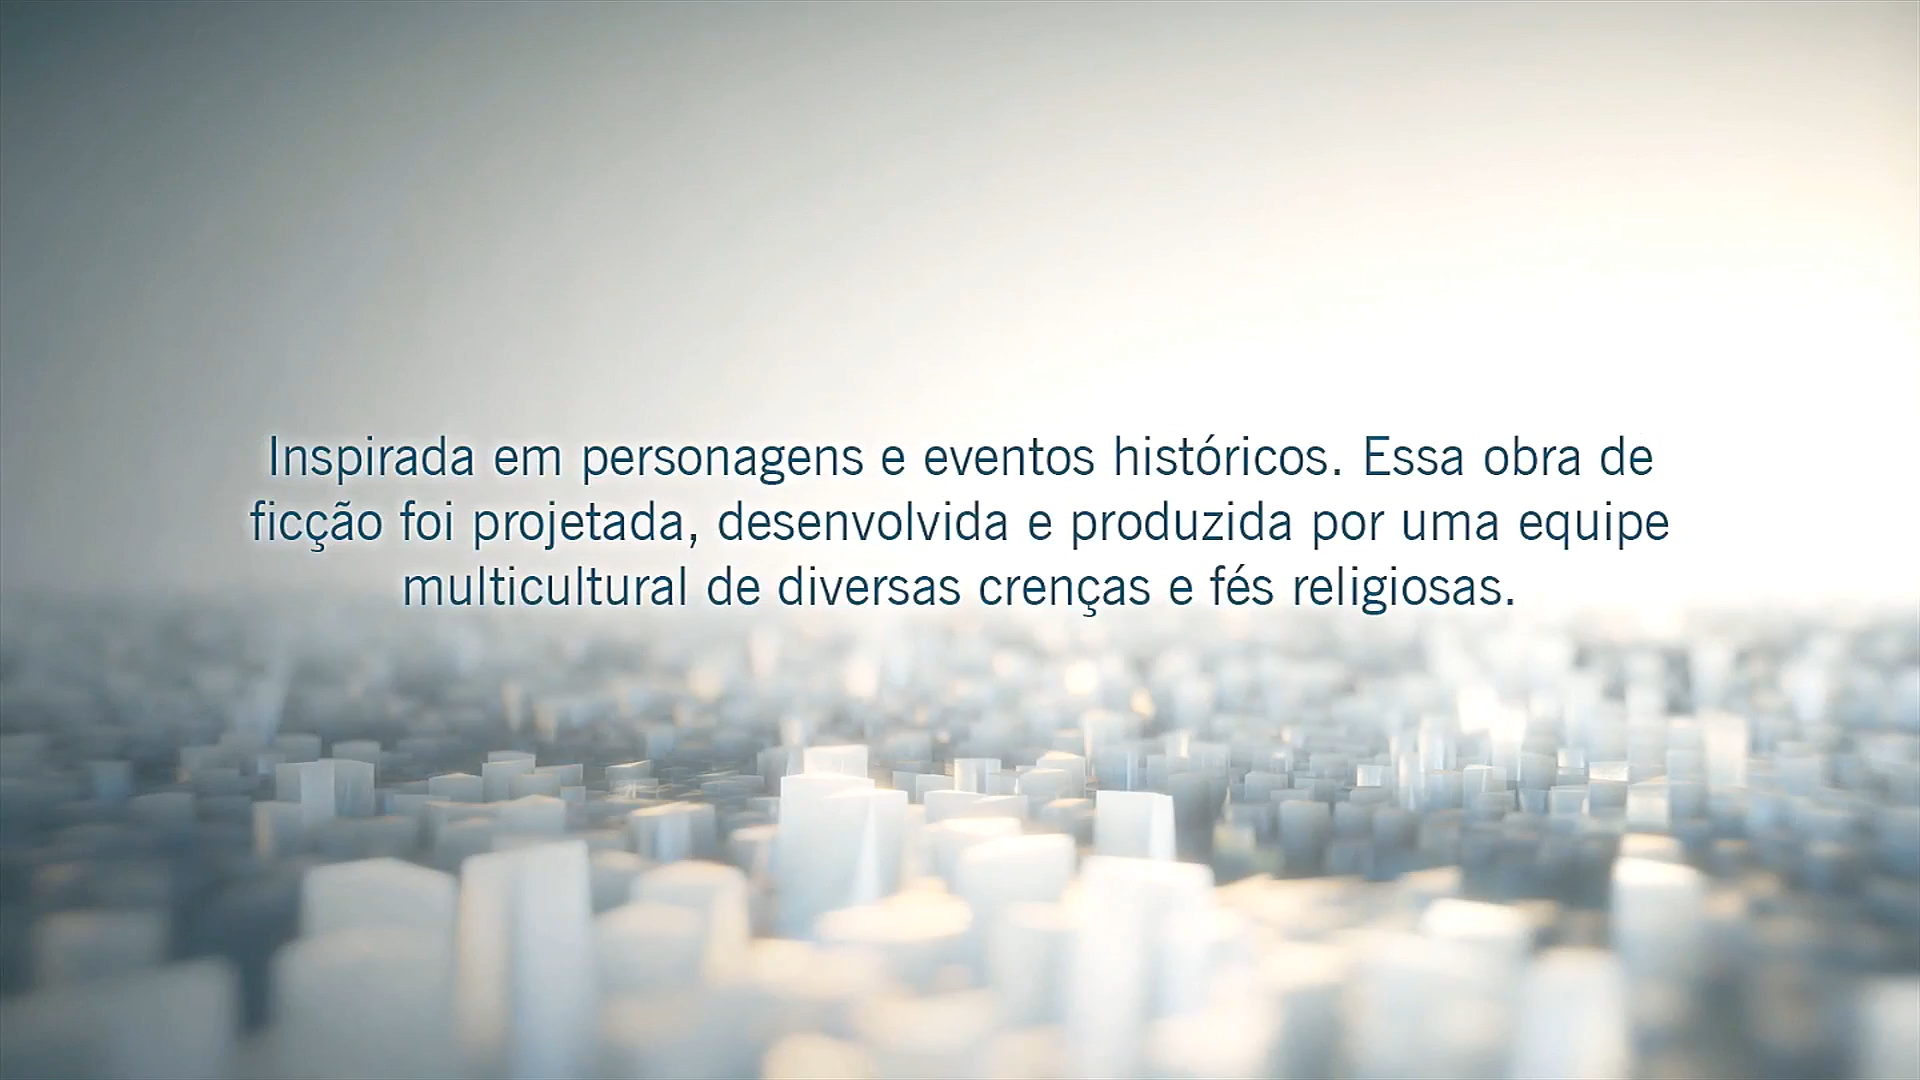 Inspirada em personagens e eventos históricos. Essa obra de
ficção foi projetada, desenvolvida e produzida por uma equipe
multicultural de diversas crenças e fés religiosas.